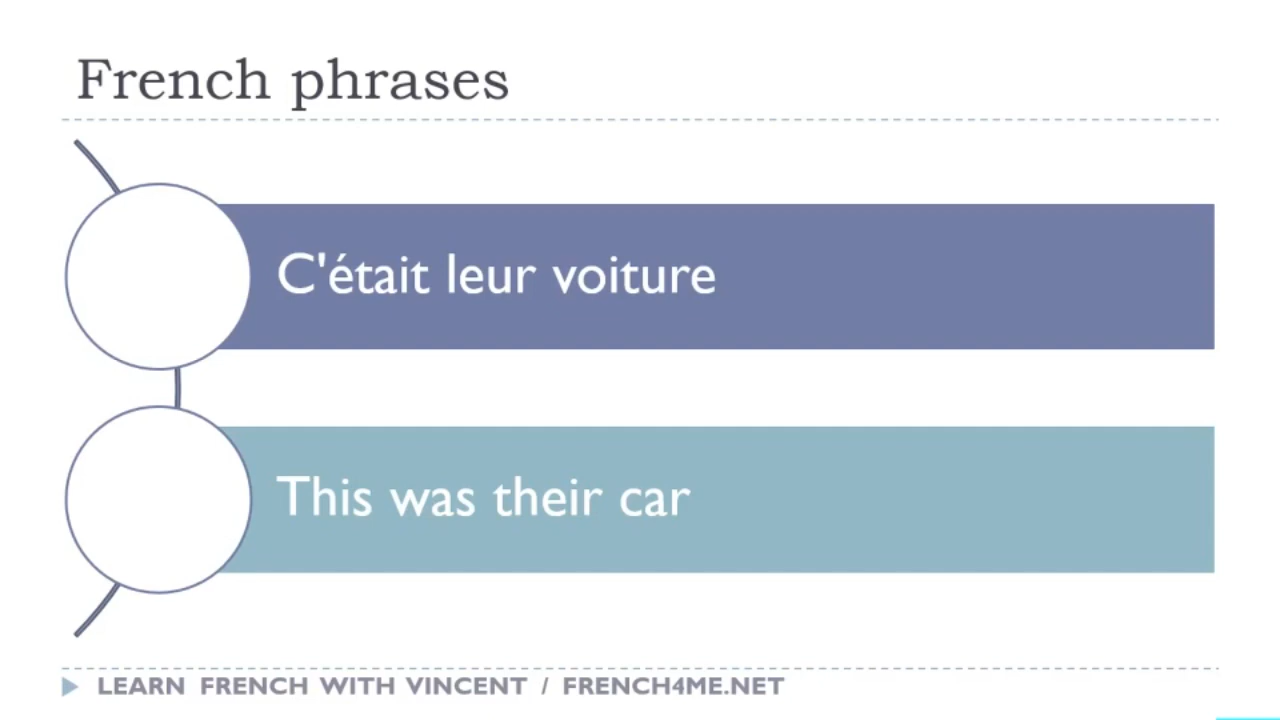 French phrases
C'était leur voiture
This was their car
LEARN FRENCH WITH VINCENT / FRENCH4ME.NET